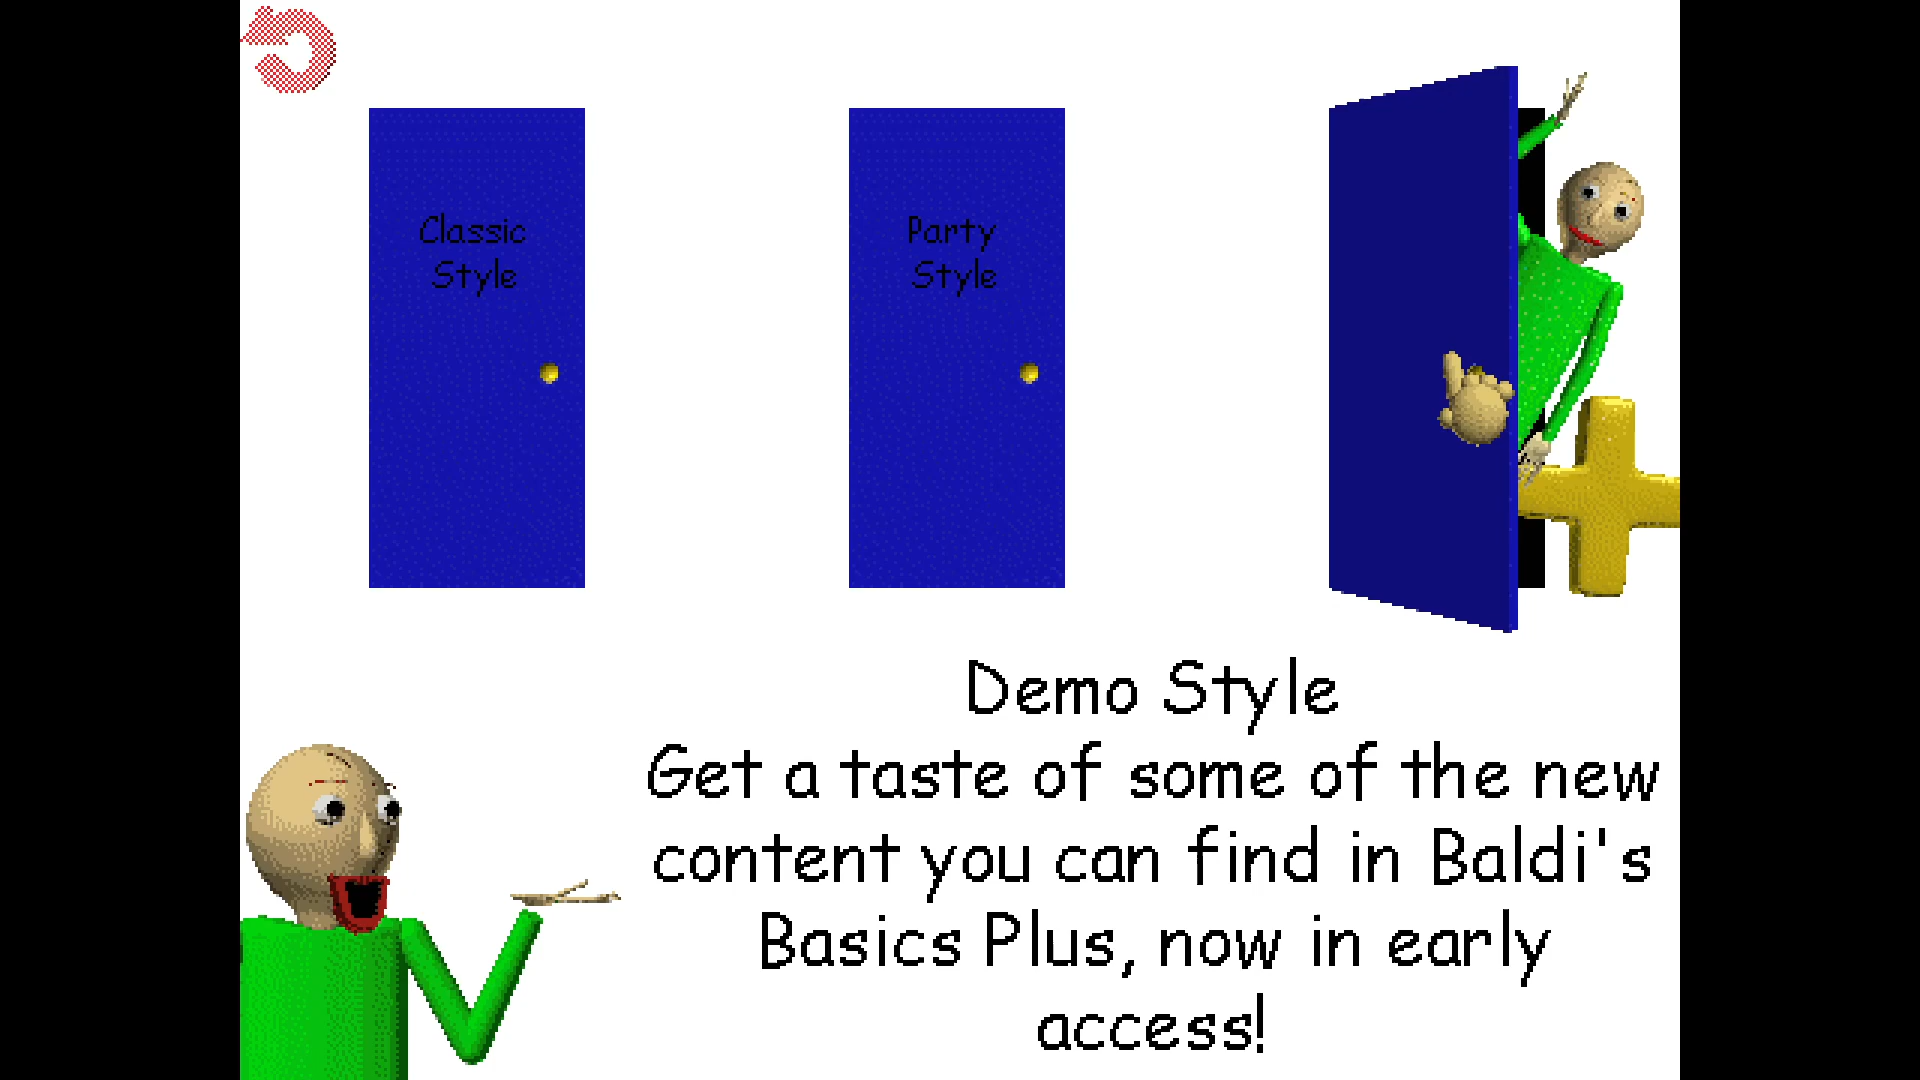 Classic
Style
Party
Style
Demo Style
Get a taste of some of the new
content you can find in Baldi's
Basics Plus, now in early
access!